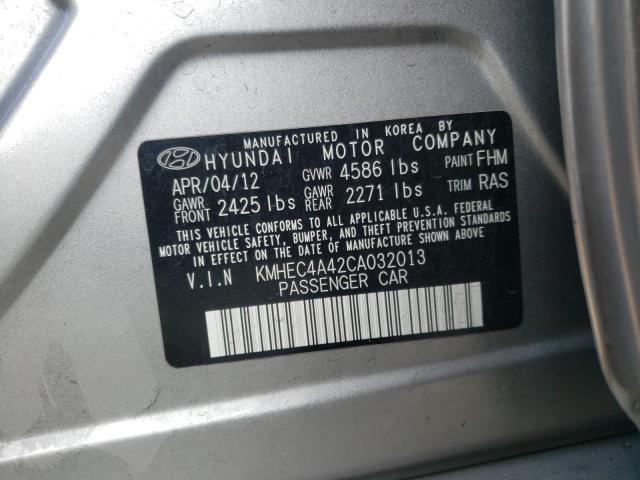 MANUFACTURED IN KOREA BY
HYUNDAI MOTOR COMPANY
APR/04/12 GVWR 4586 lbs PAINT FHM
GAWR FRONT 2425 lbs GAWR REAR 2271 lbs TRIM RAS
THIS VEHICLE CONFORMS TO ALL APPLICABLE U.S.A. FEDERAL
MOTOR VEHICLE SAFETY, BUMPER, AND THEFT PREVENTION STANDARDS
IN EFFECT ON THE DATE OF MANUFACTURE SHOWN ABOVE.
V.I.N KMHEC4A42CA032013
PASSENGER CAR